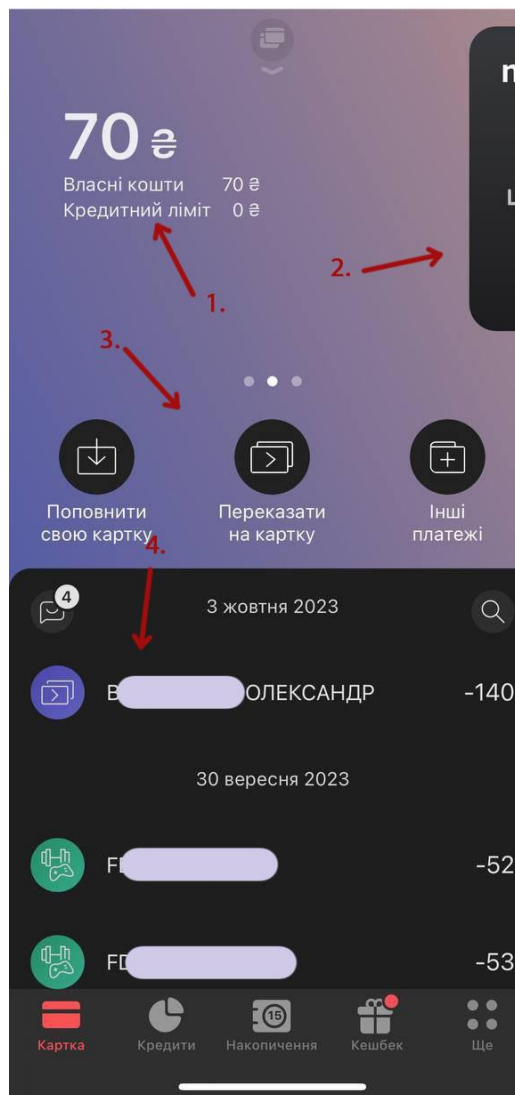 n
70 ₴
Власні кошти 70 ₴
Кредитний ліміт 0 ₴
2.
1.
3.
Поповнити свою картку
Переказати на картку
Інші платежі
4.
4
3 жовтня 2023
В ОЛЕКСАНДР -140
30 вересня 2023
-52
-53
15
Картка
Кредити
Накопичення
Кешбек
Ще